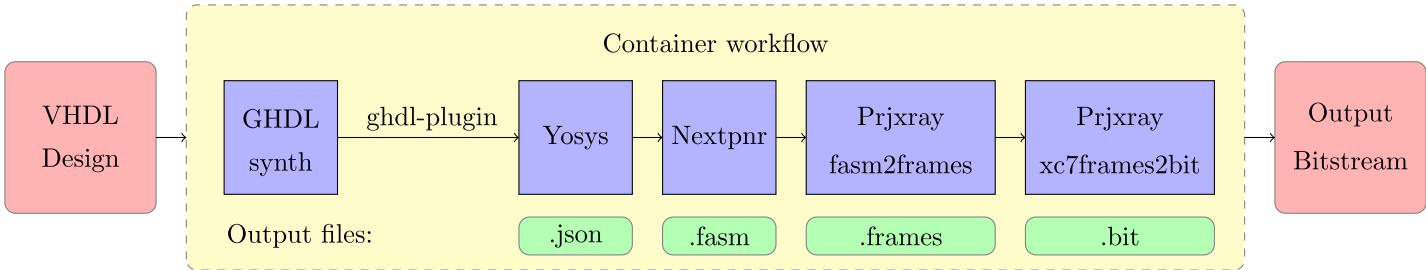 Container workflow
VHDL
Design
GHDL
synth
ghdl-plugin
Yosys
Nextpnr
Prjxray
fasm2frames
Prjxray
xc7frames2bit
Output
Bitstream
Output files:
.json
.fasm
.frames
.bit